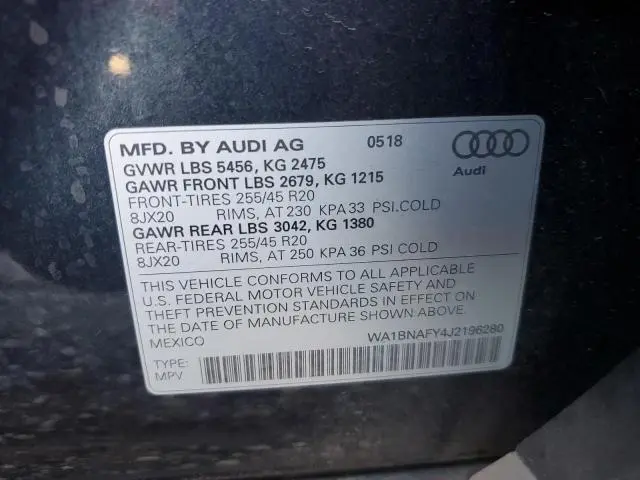 MFD. BY AUDI AG 0518
GVWR LBS 5456, KG 2475
GAWR FRONT LBS 2679, KG 1215
FRONT-TIRES 255/45 R20
8JX20 RIMS, AT 230 KPA 33 PSI.COLD
GAWR REAR LBS 3042, KG 1380
REAR-TIRES 255/45 R20
8JX20 RIMS, AT 250 KPA 36 PSI COLD
Audi
THIS VEHICLE CONFORMS TO ALL APPLICABLE
U.S. FEDERAL MOTOR VEHICLE SAFETY AND
THEFT PREVENTION STANDARDS IN EFFECT ON
THE DATE OF MANUFACTURE SHOWN ABOVE.
MEXICO WA1BNAFY4J2196280
TYPE:
MPV